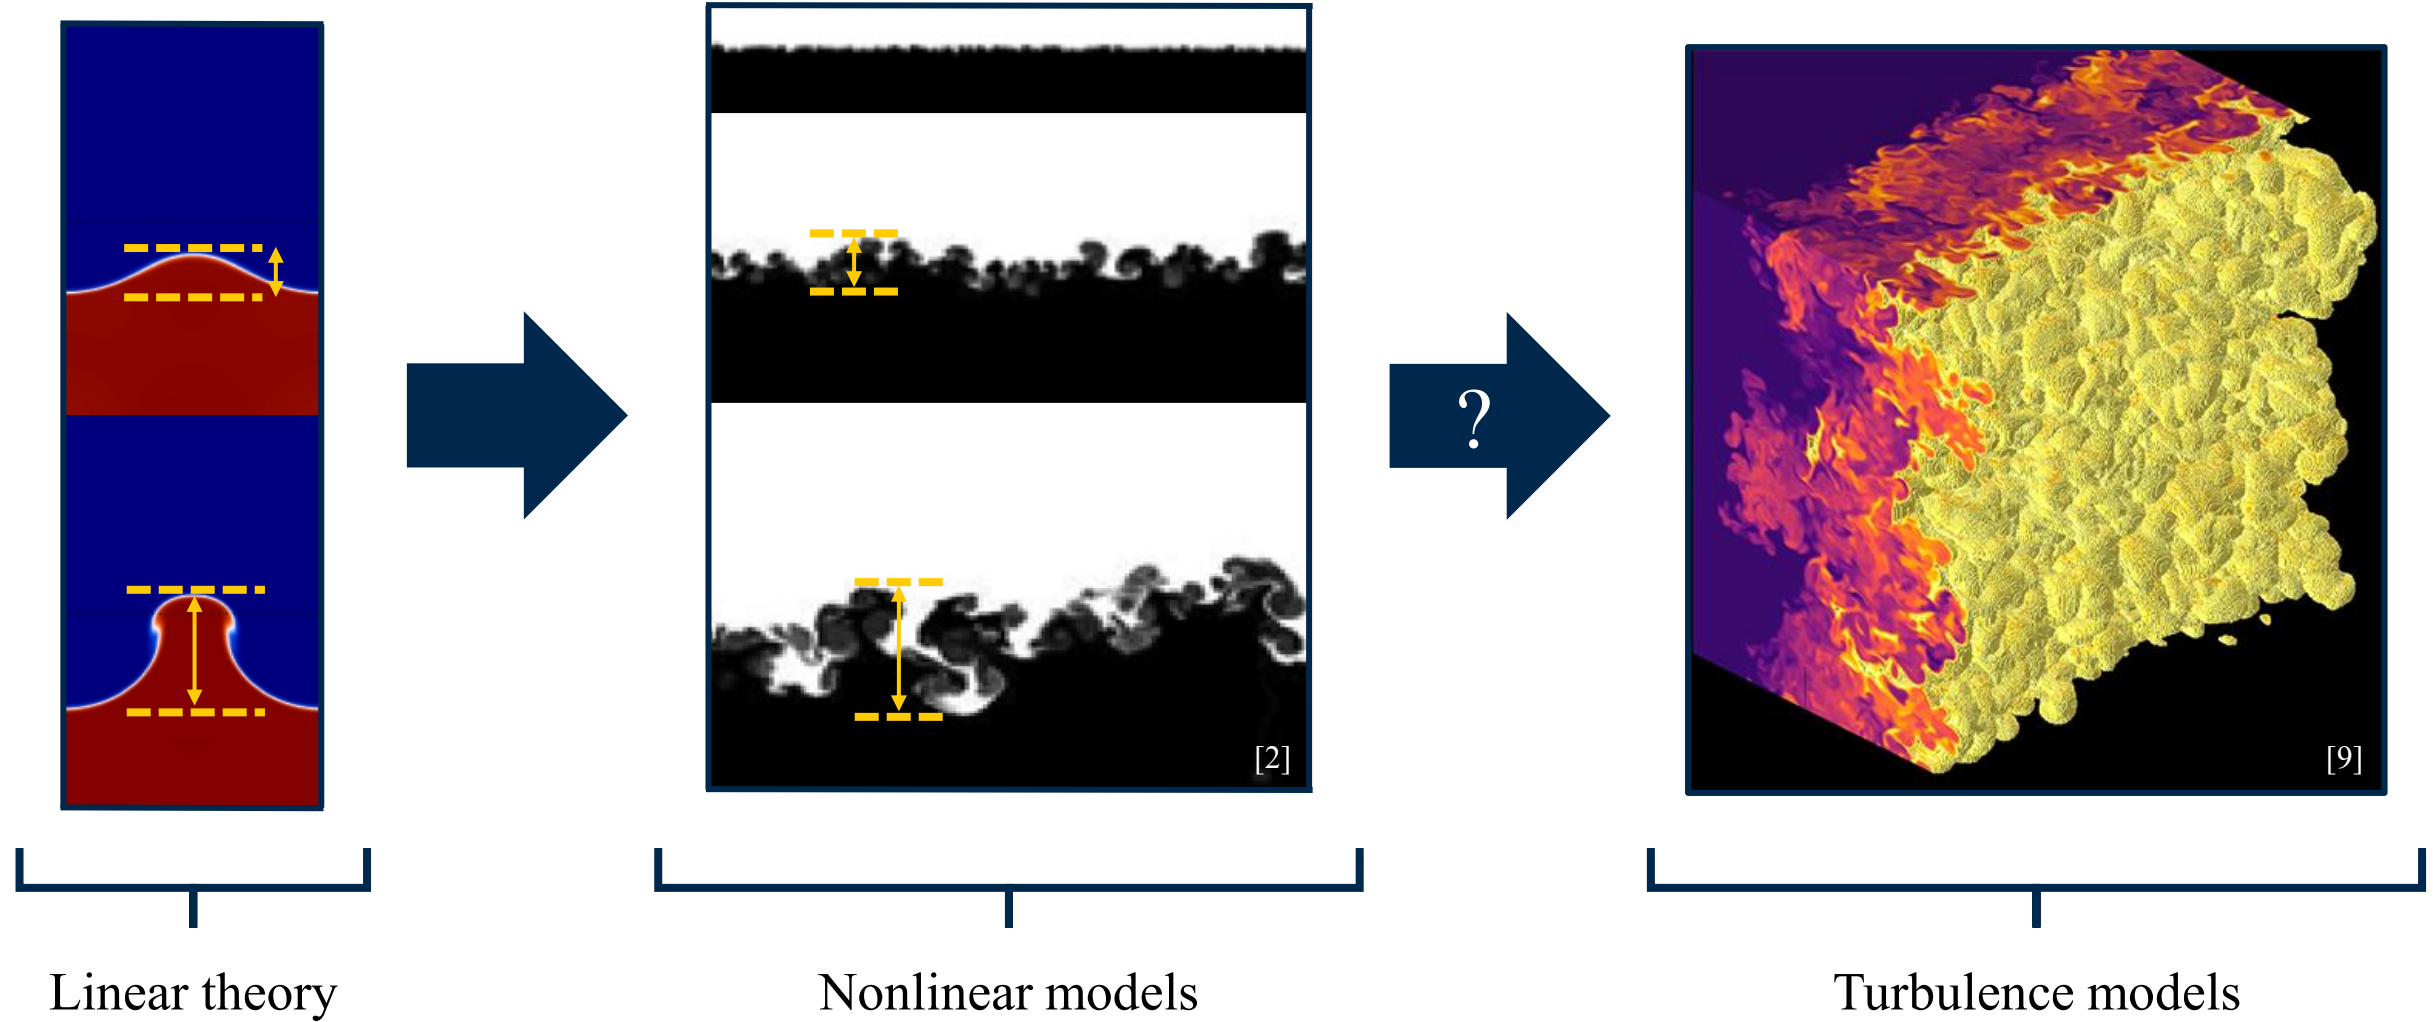 ?
[2]
[9]
Linear theory
Nonlinear models
Turbulence models